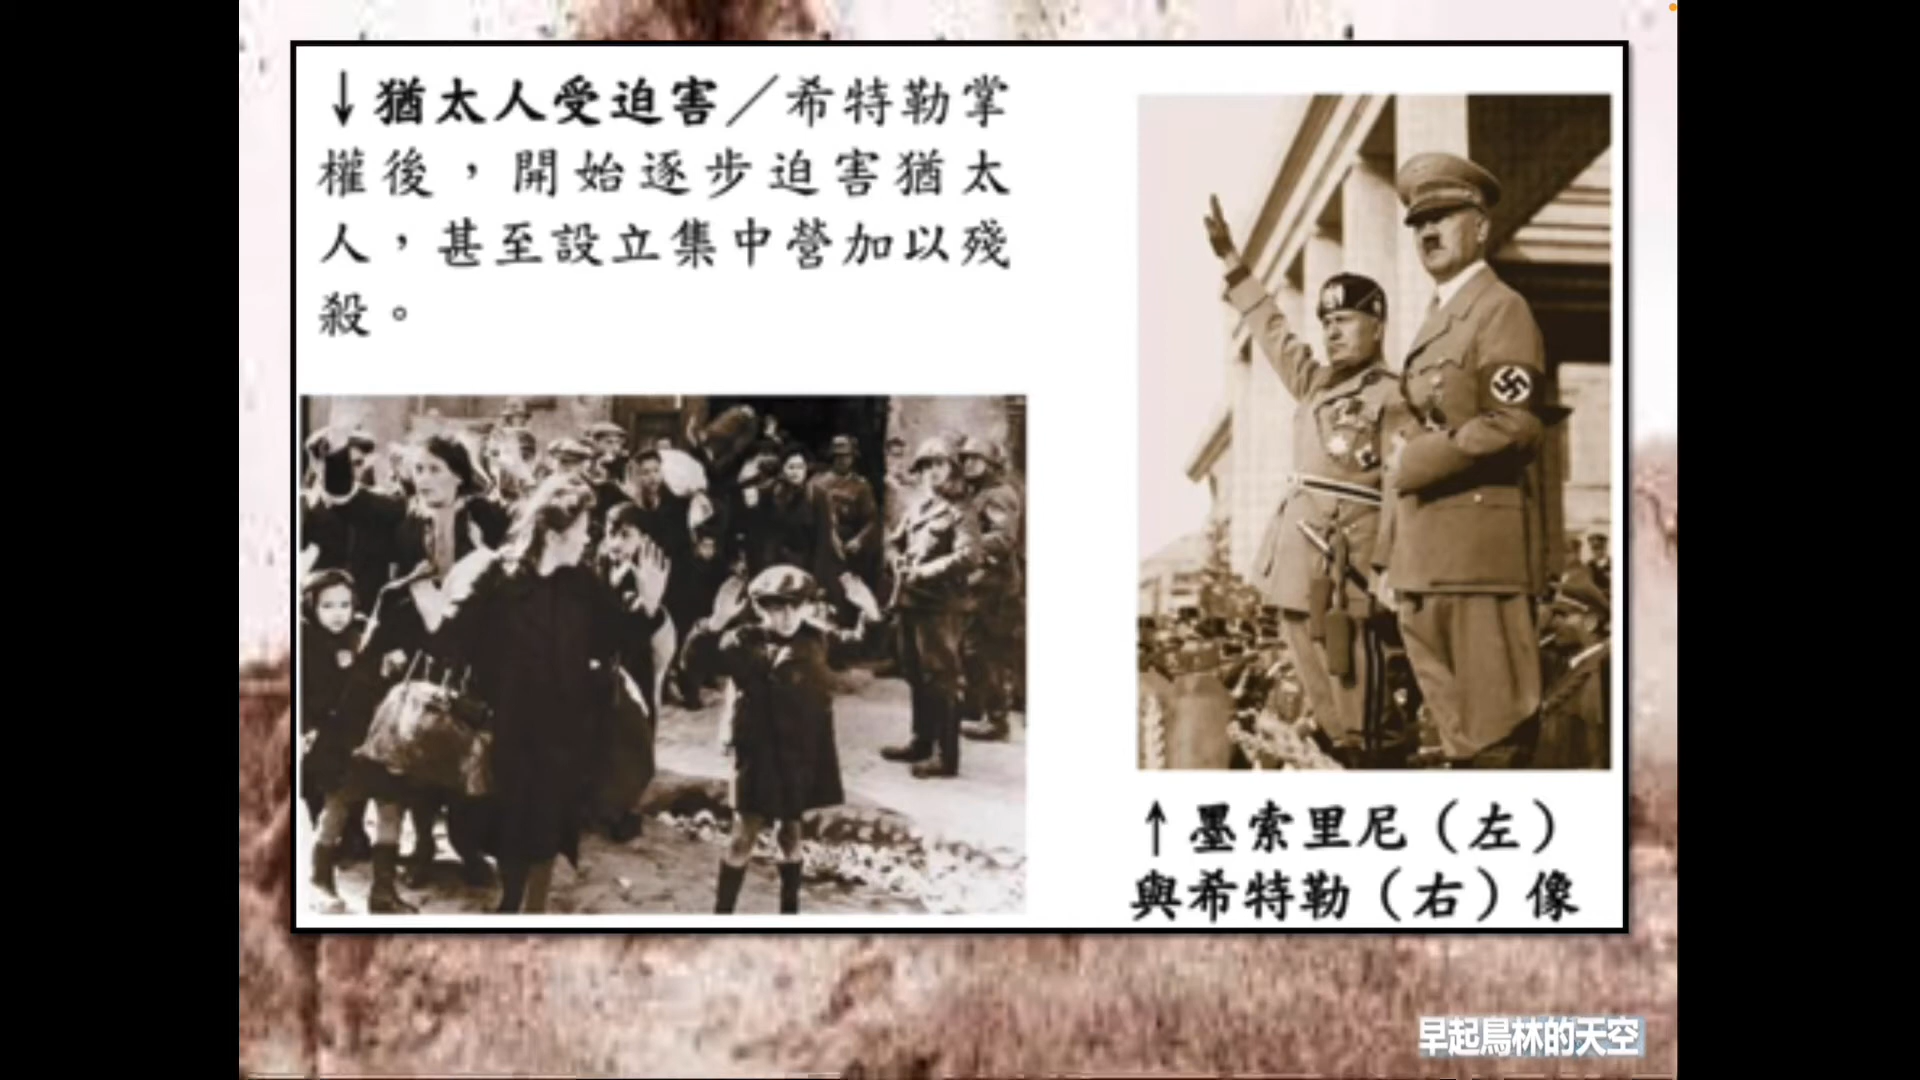 ↓猶太人受迫害／希特勒掌
權後，開始逐步迫害猶太
人，甚至設立集中營加以殘
殺。
↑墨索里尼（左）
與希特勒（右）像
早起鳥林的天空